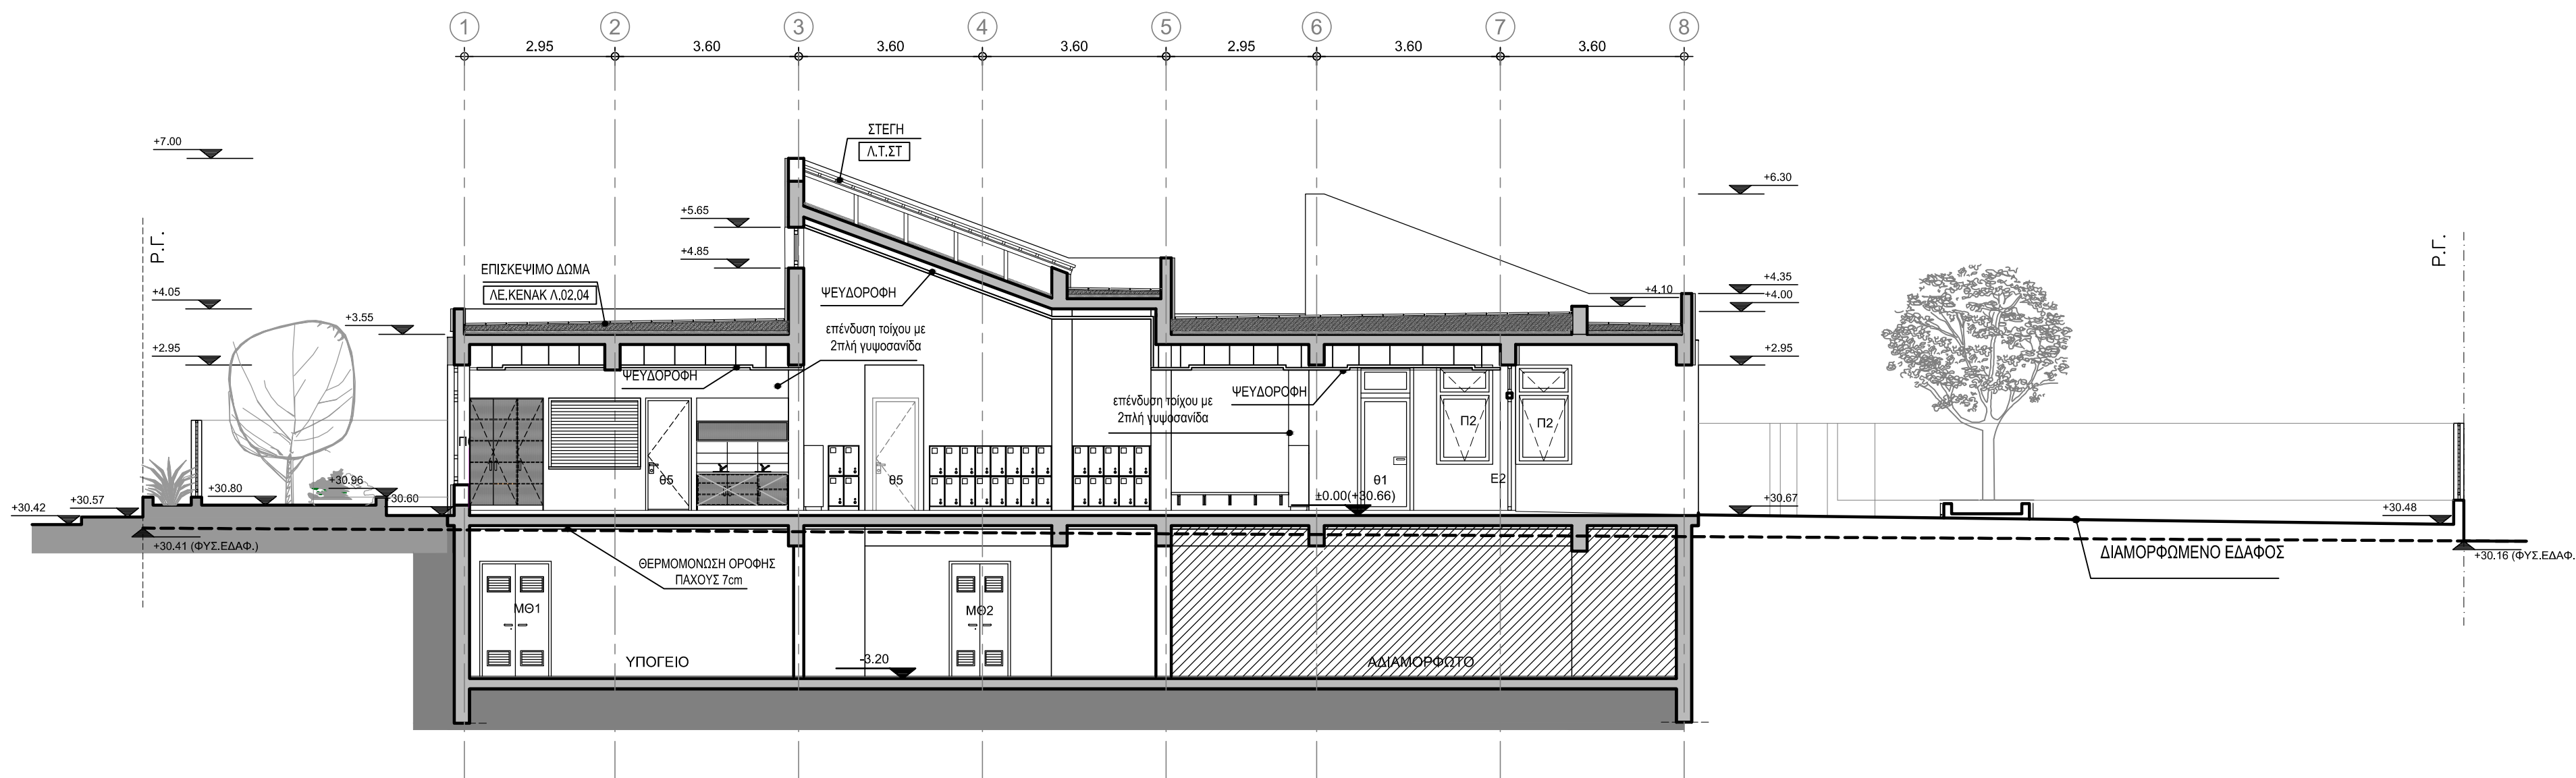 1 2 3 4 5 6 7 8
2.95 3.60 3.60 3.60 2.95 3.60 3.60
ΣΤΕΓΗ
Λ.Τ.ΣΤ
+7.00
+6.30
+5.65
+4.85
Ρ.Γ.
Ρ.Γ.
ΕΠΙΣΚΕΨΙΜΟ ΔΩΜΑ
ΛΕ.ΚΕΝΑΚ Λ.02.04
ΨΕΥΔΟΡΟΦΗ
+4.35
+4.10
+4.00
+4.05
+3.55
επένδυση τοίχου με
2πλή γυψοσανίδα
+2.95
+2.95
ΨΕΥΔΟΡΟΦΗ
ΨΕΥΔΟΡΟΦΗ
επένδυση τοίχου με
2πλή γυψοσανίδα
Π2
Π2
θ5
θ5
θ1
Ε2
±0.00(+30.66)
+30.42
+30.57
+30.80
+30.96
+30.60
+30.67
+30.48
+30.41 (ΦΥΣ.ΕΔΑΦ.)
+30.16 (ΦΥΣ.ΕΔΑΦ.
ΔΙΑΜΟΡΦΩΜΕΝΟ ΕΔΑΦΟΣ
ΘΕΡΜΟΜΟΝΩΣΗ ΟΡΟΦΗΣ
ΠΑΧΟΥΣ 7cm
ΜΘ1
ΜΘ2
ΥΠΟΓΕΙΟ
-3.20
ΑΔΙΑΜΟΡΦΩΤΟ